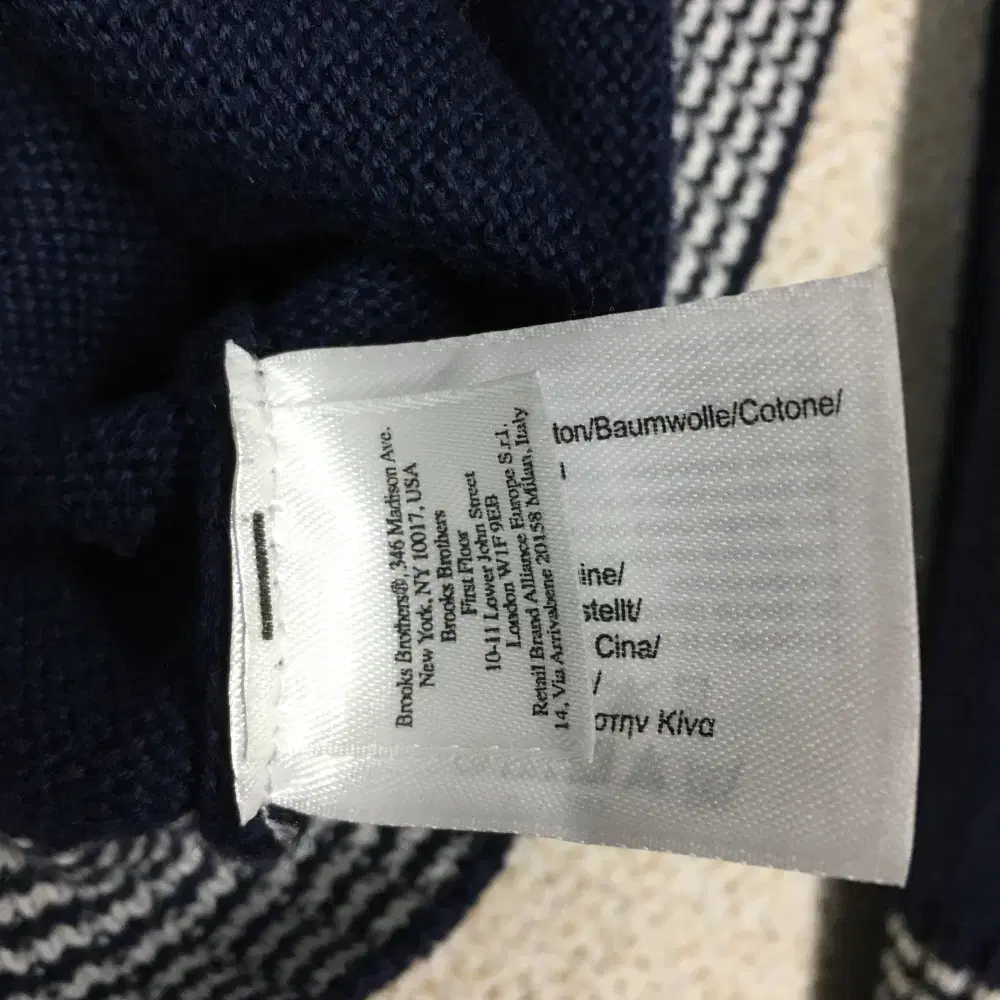 Brooks Brothers®, 346 Madison Ave.
New York, NY 10017, USA
Brooks Brothers
First Floor
10-11 Lower John Street
London W1F 9EB
Retail Brand Alliance Europe S.r.l.
14, Via Arrivabene 20158 Milan, Italy
ton/Baumwolle/Cotone/
-
ine/
stellt/
Cina/
/
στην Κίνα